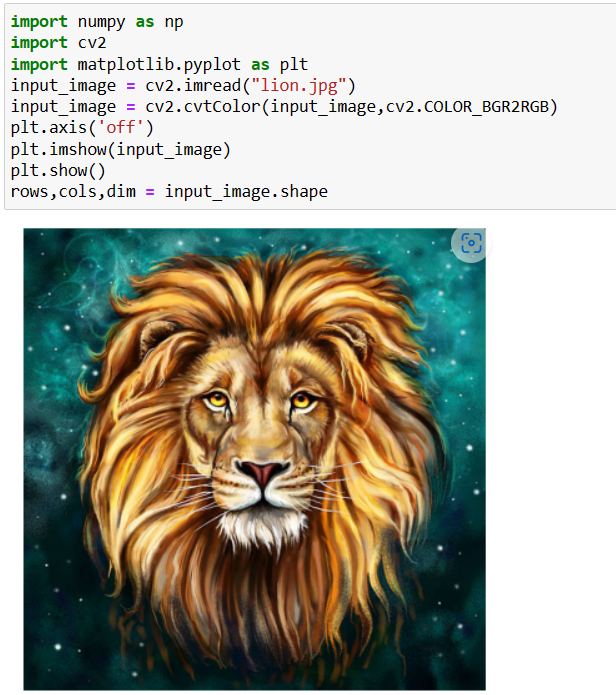 import numpy as np
import cv2
import matplotlib.pyplot as plt
input_image = cv2.imread("lion.jpg")
input_image = cv2.cvtColor(input_image,cv2.COLOR_BGR2RGB)
plt.axis('off')
plt.imshow(input_image)
plt.show()
rows,cols,dim = input_image.shape